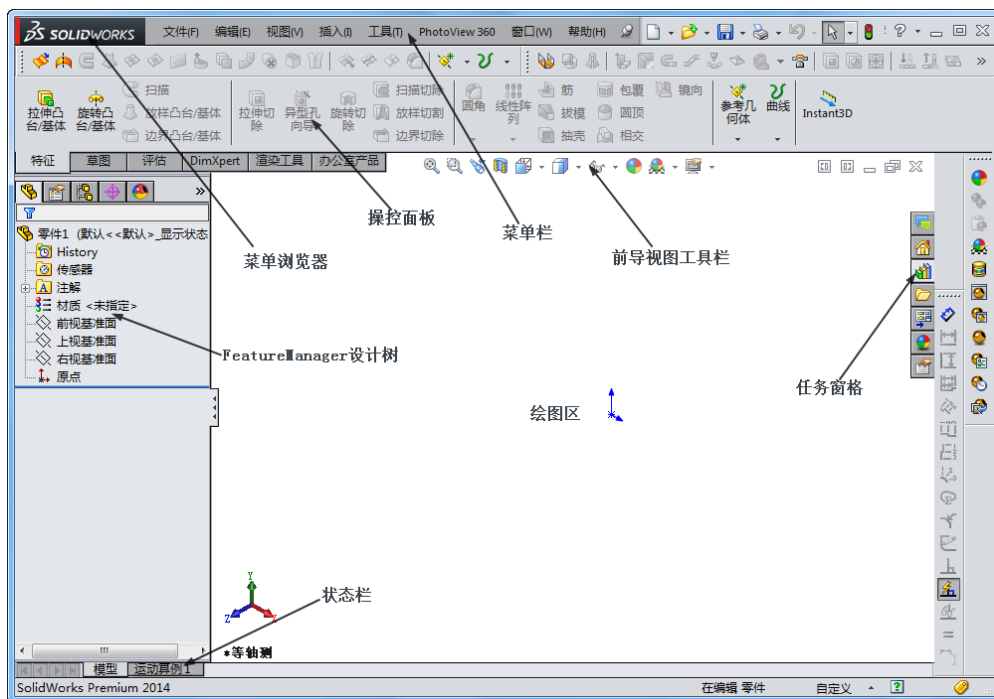 SOLIDWORKS 文件(F) 编辑(E) 视图(V) 插入(I) 工具(T) PhotoView 360 窗口(W) 帮助(H)
拉伸凸台/基体
旋转凸台/基体
扫描
放样凸台/基体
边界凸台/基体
拉伸切除
异型孔向导
旋转切除
扫描切除
放样切割
边界切除
圆角
线性阵列
筋
拔模
抽壳
包覆
圆顶
相交
镜向
参考几何体
曲线
Instant3D
特征 草图 评估 DimXpert 渲染工具 办公室产品
操控面板
菜单栏
菜单浏览器
前导视图工具栏
零件1 (默认<<默认>_显示状态
History
传感器
A 注解
材质 <未指定>
前视基准面
上视基准面
右视基准面
原点
FeatureManager设计树
任务窗格
绘图区
Y
Z
X
状态栏
*等轴测
模型 运动算例1
SolidWorks Premium 2014 在编辑 零件 自定义